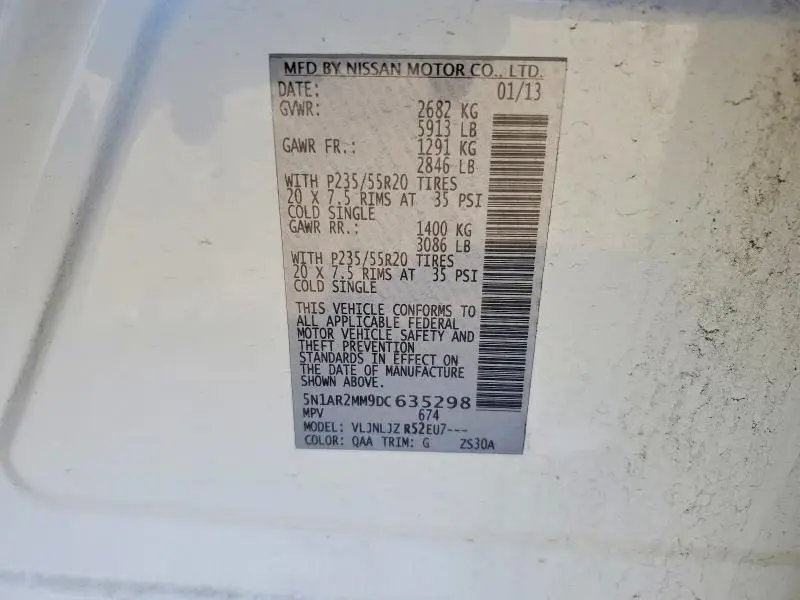 MFD BY NISSAN MOTOR CO., LTD.
DATE: 01/13
GVWR: 2682 KG
5913 LB
GAWR FR.: 1291 KG
2846 LB
WITH P235/55R20 TIRES
20 X 7.5 RIMS AT 35 PSI
COLD SINGLE
GAWR RR.: 1400 KG
3086 LB
WITH P235/55R20 TIRES
20 X 7.5 RIMS AT 35 PSI
COLD SINGLE
THIS VEHICLE CONFORMS TO
ALL APPLICABLE FEDERAL
MOTOR VEHICLE SAFETY AND
THEFT PREVENTION
STANDARDS IN EFFECT ON
THE DATE OF MANUFACTURE
SHOWN ABOVE.
5N1AR2MM9DC 635298
MPV 674
MODEL: VLJNLJZ R52EU7---
COLOR: QAA TRIM: G ZS30A